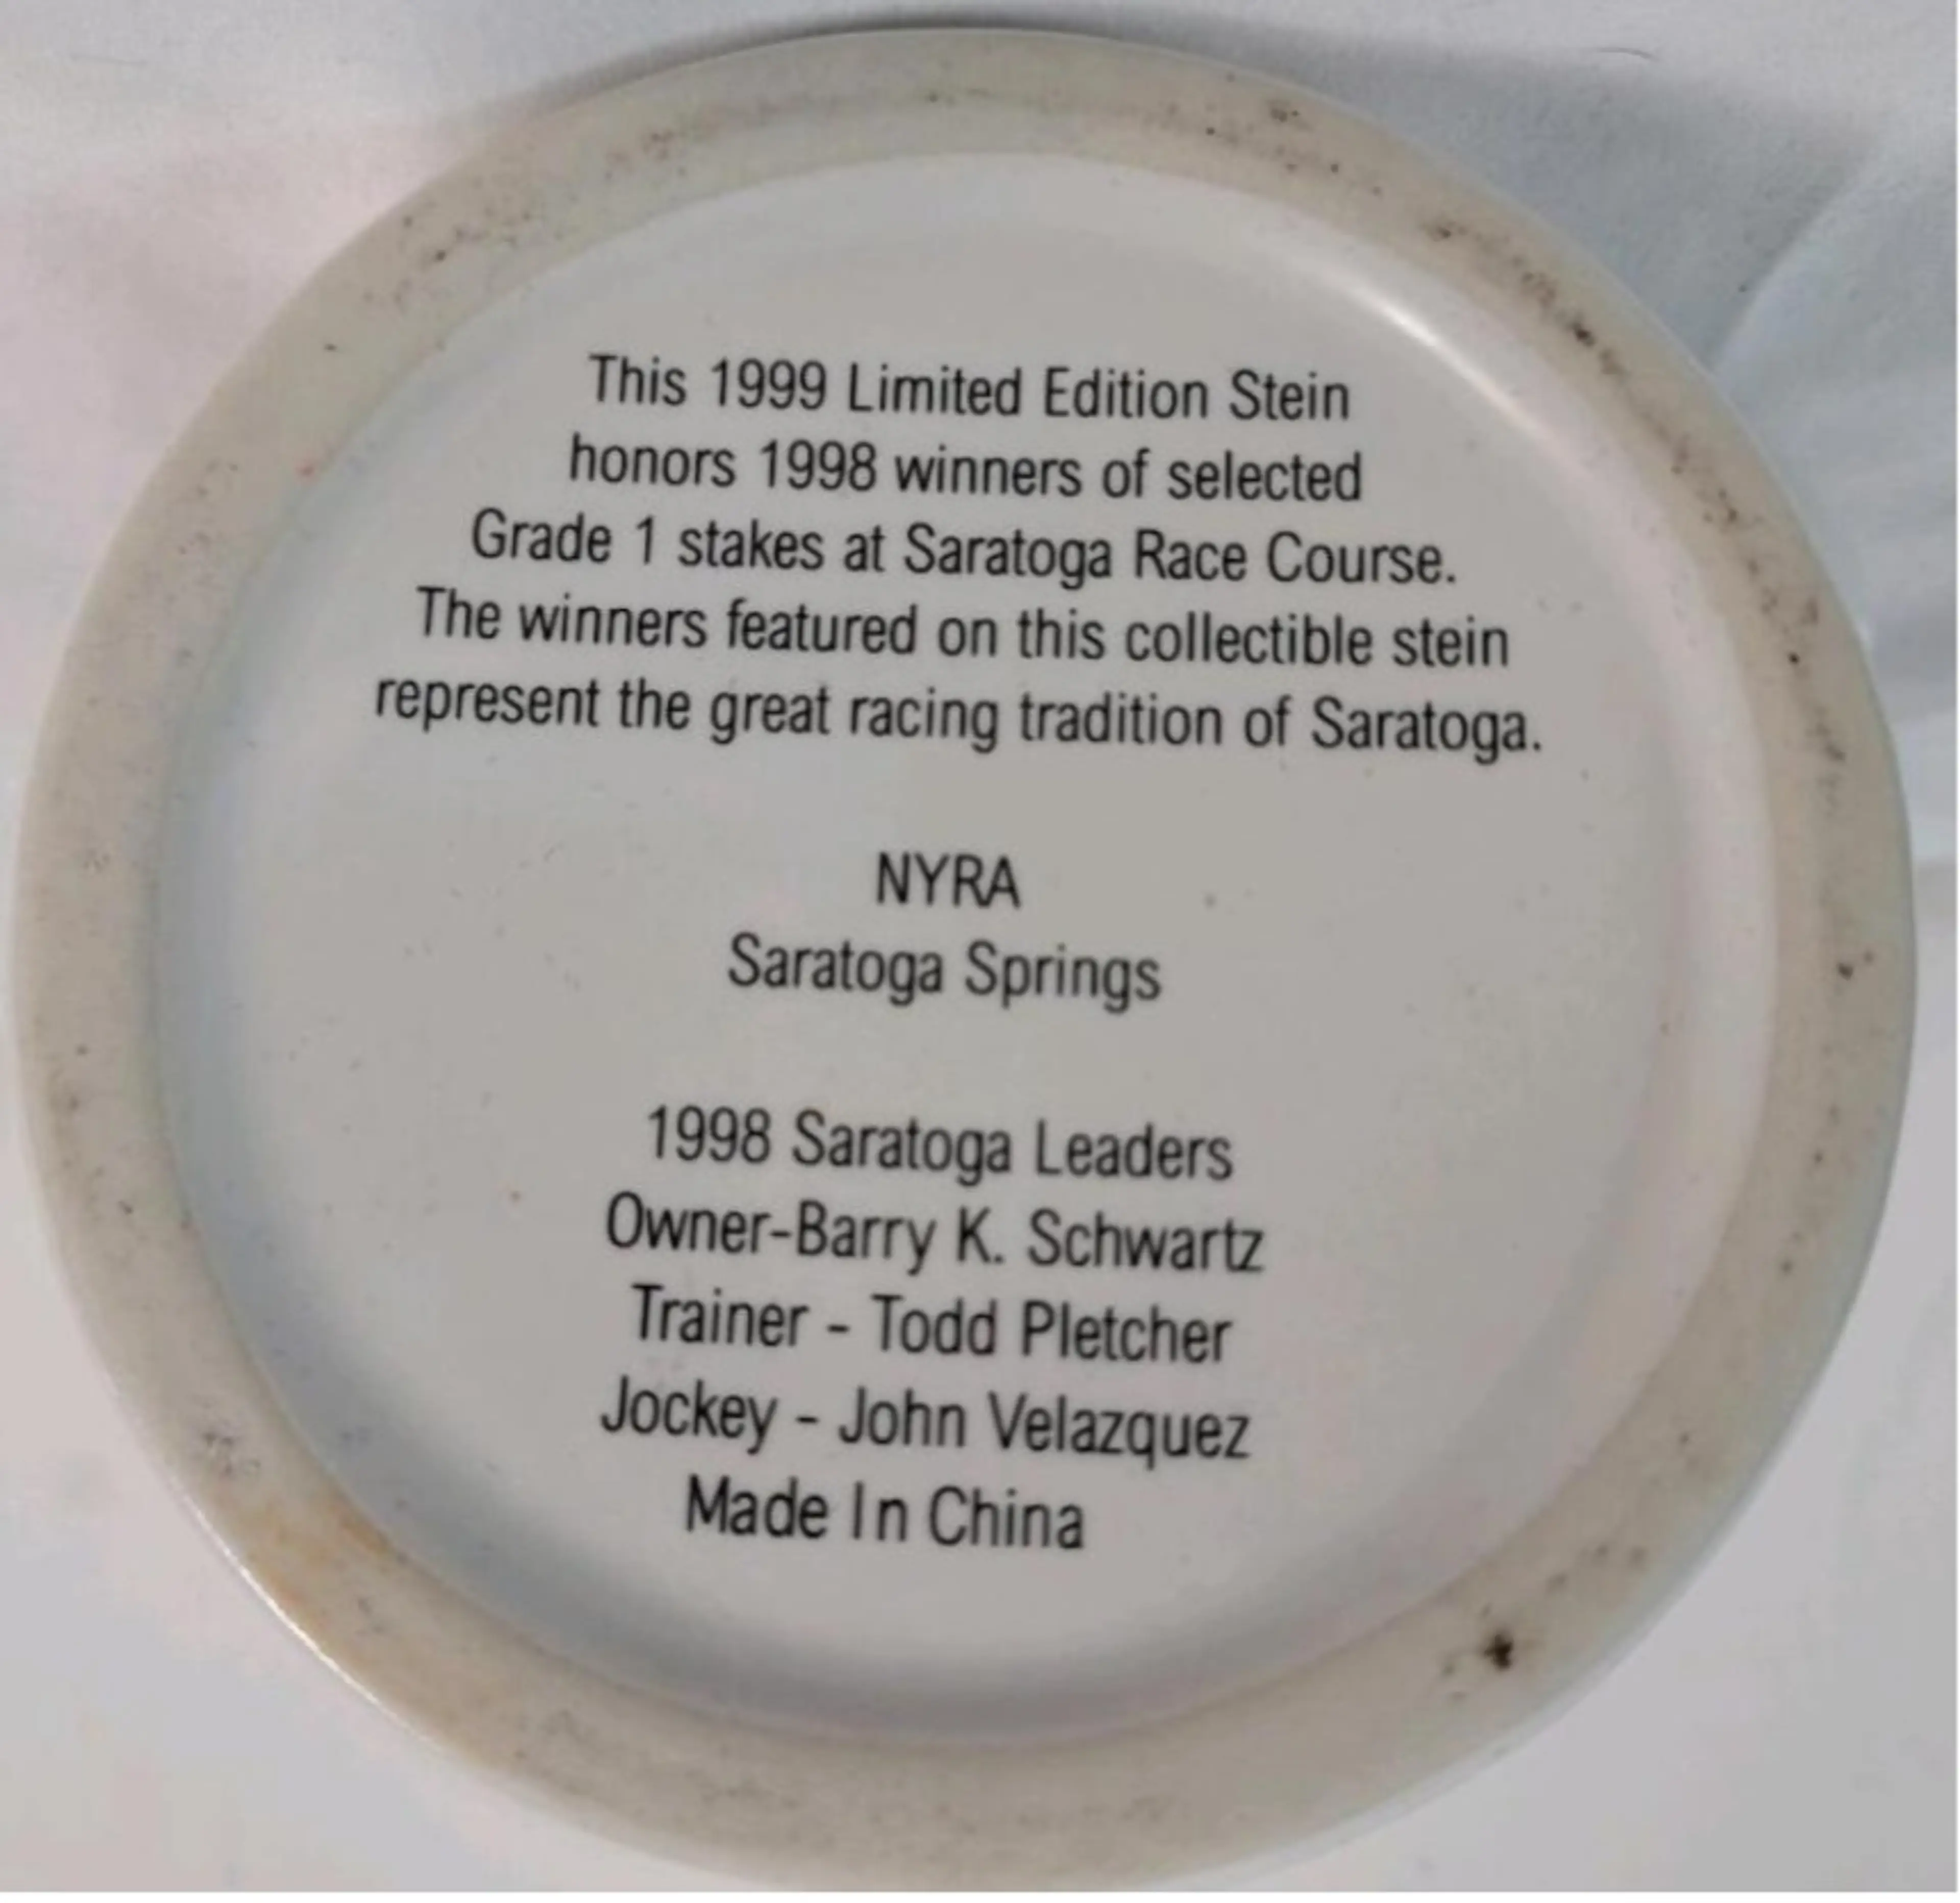 This 1999 Limited Edition Stein
honors 1998 winners of selected
Grade 1 stakes at Saratoga Race Course.
The winners featured on this collectible stein
represent the great racing tradition of Saratoga.
NYRA
Saratoga Springs
1998 Saratoga Leaders
Owner-Barry K. Schwartz
Trainer - Todd Pletcher
Jockey - John Velazquez
Made In China